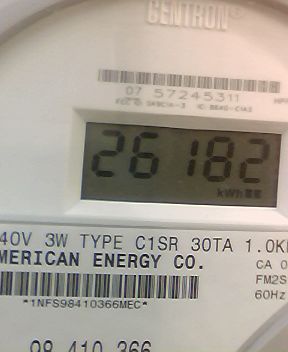 CENTRON®
07 57245311
26182
kWh
40V 3W TYPE C1SR 30TA 1.0K
MERICAN ENERGY CO.
CA 0
FM2S
60Hz
*1NFS98410366MEC*
98 410 366